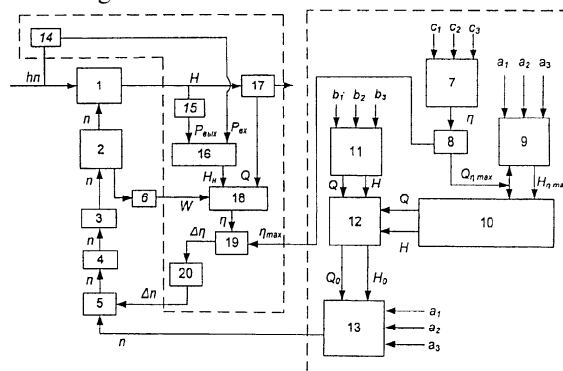 14
c₁ c₂ c₃
hп
1
H
17
7
a₁ a₂ a₃
n
15
η
b₁ b₂ b₃
8
9
2
Pвых
Pвх
16
11
Qη max
Hη max
Hн
Q
6
W
18
Q
H
Q
3
η
12
10
n
Δη
19
ηmax
H
4
20
n
Q₀
H₀
5
Δn
13
a₁
a₂
a₃
n